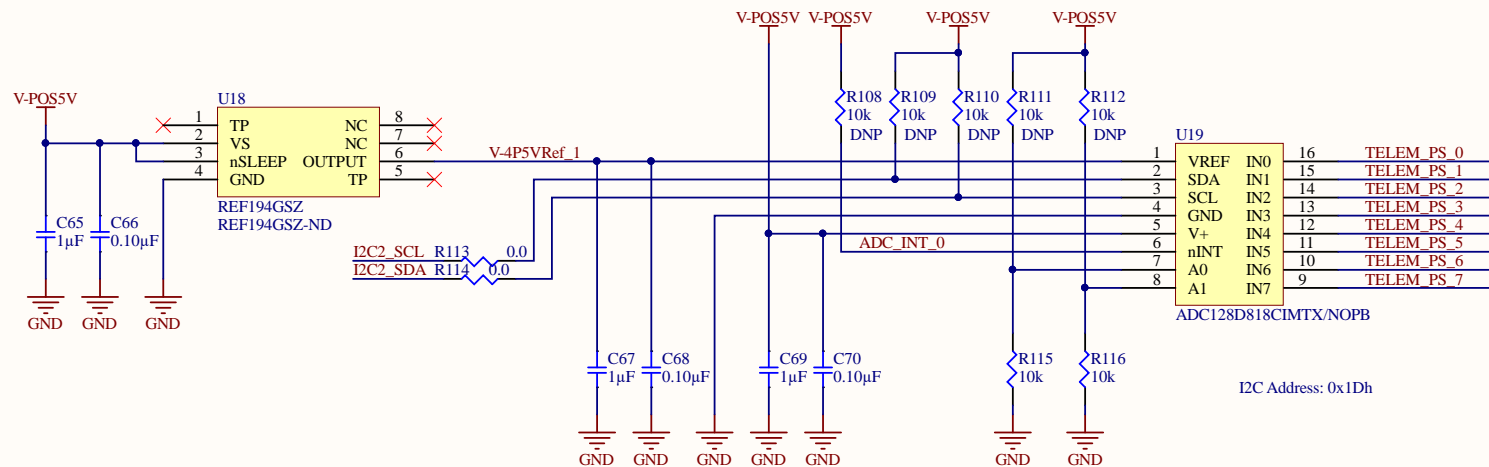 V-POS5V V-POS5V V-POS5V V-POS5V
V-POS5V
U18
1 TP NC 8
2 VS NC 7
3 nSLEEP OUTPUT 6
4 GND TP 5
REF194GSZ
REF194GSZ-ND
C65
1µF
C66
0.10µF
GND GND GND
V-4P5VRef_1
I2C2_SCL R113 0.0
I2C2_SDA R114 0.0
R108
10k
DNP
R109
10k
R110
10k
DNP
R111
10k
R112
10k
DNP
ADC_INT_0
U19
1 VREF IN0 16 TELEM_PS_0
2 SDA IN1 15 TELEM_PS_1
3 SCL IN2 14 TELEM_PS_2
4 GND IN3 13 TELEM_PS_3
5 V+ IN4 12 TELEM_PS_4
6 nINT IN5 11 TELEM_PS_5
7 A0 IN6 10 TELEM_PS_6
8 A1 IN7 9 TELEM_PS_7
ADC128D818CIMTX/NOPB
C67
1µF
C68
0.10µF
C69
1µF
C70
0.10µF
R115
10k
R116
10k
I2C Address: 0x1Dh
GND GND GND GND GND GND GND